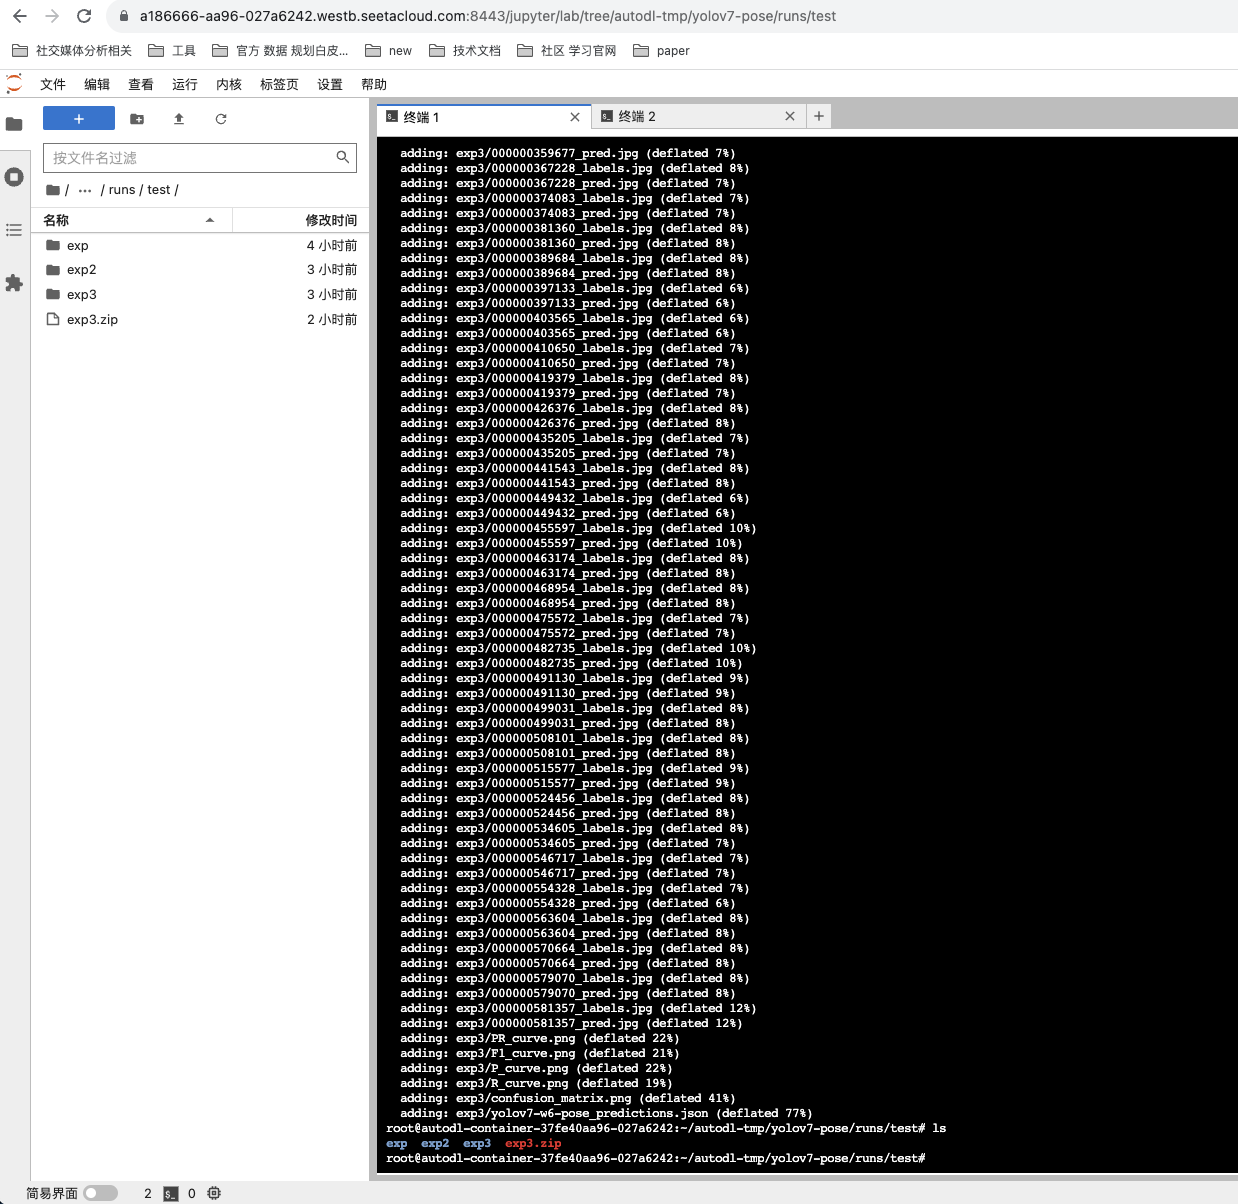 a186666-aa96-027a6242.westb.seetacloud.com:8443/jupyter/lab/tree/autodl-tmp/yolov7-pose/runs/test
社交媒体分析相关 工具 官方 数据 规划白皮... new 技术文档 社区 学习官网 paper
文件 编辑 查看 运行 内核 标签页 设置 帮助
+
按文件名过滤
/ ··· / runs / test /
名称 修改时间
exp 4 小时前
exp2 3 小时前
exp3 3 小时前
exp3.zip 2 小时前
终端 1 终端 2 +
adding: exp3/000000359677_pred.jpg (deflated 7%)
adding: exp3/000000367228_labels.jpg (deflated 8%)
adding: exp3/000000367228_pred.jpg (deflated 7%)
adding: exp3/000000374083_labels.jpg (deflated 7%)
adding: exp3/000000374083_pred.jpg (deflated 7%)
adding: exp3/000000381360_labels.jpg (deflated 8%)
adding: exp3/000000381360_pred.jpg (deflated 8%)
adding: exp3/000000389684_labels.jpg (deflated 8%)
adding: exp3/000000389684_pred.jpg (deflated 8%)
adding: exp3/000000397133_labels.jpg (deflated 6%)
adding: exp3/000000397133_pred.jpg (deflated 6%)
adding: exp3/000000403565_labels.jpg (deflated 6%)
adding: exp3/000000403565_pred.jpg (deflated 6%)
adding: exp3/000000410650_labels.jpg (deflated 7%)
adding: exp3/000000410650_pred.jpg (deflated 7%)
adding: exp3/000000419379_labels.jpg (deflated 8%)
adding: exp3/000000419379_pred.jpg (deflated 7%)
adding: exp3/000000426376_labels.jpg (deflated 8%)
adding: exp3/000000426376_pred.jpg (deflated 8%)
adding: exp3/000000435205_labels.jpg (deflated 7%)
adding: exp3/000000435205_pred.jpg (deflated 7%)
adding: exp3/000000441543_labels.jpg (deflated 8%)
adding: exp3/000000441543_pred.jpg (deflated 8%)
adding: exp3/000000449432_labels.jpg (deflated 6%)
adding: exp3/000000449432_pred.jpg (deflated 6%)
adding: exp3/000000455597_labels.jpg (deflated 10%)
adding: exp3/000000455597_pred.jpg (deflated 10%)
adding: exp3/000000463174_labels.jpg (deflated 8%)
adding: exp3/000000463174_pred.jpg (deflated 8%)
adding: exp3/000000468954_labels.jpg (deflated 8%)
adding: exp3/000000468954_pred.jpg (deflated 8%)
adding: exp3/000000475572_labels.jpg (deflated 7%)
adding: exp3/000000475572_pred.jpg (deflated 7%)
adding: exp3/000000482735_labels.jpg (deflated 10%)
adding: exp3/000000482735_pred.jpg (deflated 10%)
adding: exp3/000000491130_labels.jpg (deflated 9%)
adding: exp3/000000491130_pred.jpg (deflated 9%)
adding: exp3/000000499031_labels.jpg (deflated 8%)
adding: exp3/000000499031_pred.jpg (deflated 8%)
adding: exp3/000000508101_labels.jpg (deflated 8%)
adding: exp3/000000508101_pred.jpg (deflated 8%)
adding: exp3/000000515577_labels.jpg (deflated 9%)
adding: exp3/000000515577_pred.jpg (deflated 9%)
adding: exp3/000000524456_labels.jpg (deflated 8%)
adding: exp3/000000524456_pred.jpg (deflated 8%)
adding: exp3/000000534605_labels.jpg (deflated 8%)
adding: exp3/000000534605_pred.jpg (deflated 7%)
adding: exp3/000000546717_labels.jpg (deflated 7%)
adding: exp3/000000546717_pred.jpg (deflated 7%)
adding: exp3/000000554328_labels.jpg (deflated 7%)
adding: exp3/000000554328_pred.jpg (deflated 6%)
adding: exp3/000000563604_labels.jpg (deflated 8%)
adding: exp3/000000563604_pred.jpg (deflated 8%)
adding: exp3/000000570664_labels.jpg (deflated 8%)
adding: exp3/000000570664_pred.jpg (deflated 8%)
adding: exp3/000000579070_labels.jpg (deflated 8%)
adding: exp3/000000579070_pred.jpg (deflated 8%)
adding: exp3/000000581357_labels.jpg (deflated 12%)
adding: exp3/000000581357_pred.jpg (deflated 12%)
adding: exp3/PR_curve.png (deflated 22%)
adding: exp3/F1_curve.png (deflated 21%)
adding: exp3/P_curve.png (deflated 22%)
adding: exp3/R_curve.png (deflated 19%)
adding: exp3/confusion_matrix.png (deflated 41%)
adding: exp3/yolov7-w6-pose_predictions.json (deflated 77%)
root@autodl-container-37fe40aa96-027a6242:~/autodl-tmp/yolov7-pose/runs/test# ls
exp exp2 exp3 exp3.zip
root@autodl-container-37fe40aa96-027a6242:~/autodl-tmp/yolov7-pose/runs/test#
简易界面 2 0